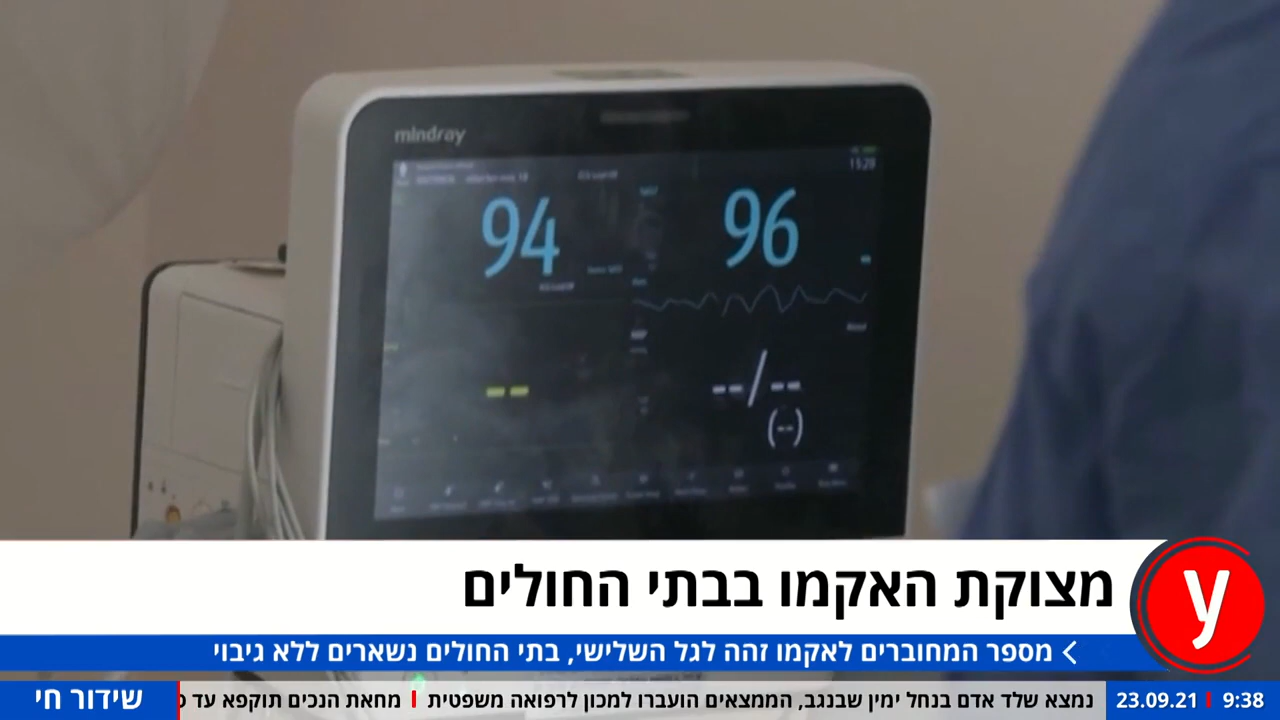 mindray
15:29
94
96
-- 
--/--
(--)
מצוקת האקמו בבתי החולים
y
מספר המחוברים לאקמו זהה לגל השלישי, בתי החולים נשארים ללא גיבוי
שידור חי
נמצא שלד אדם בנחל ימין שבנגב, הממצאים הועברו למכון לרפואה משפטית | מחאת הנכים תוקפא עד
23.09.21 | 9:38